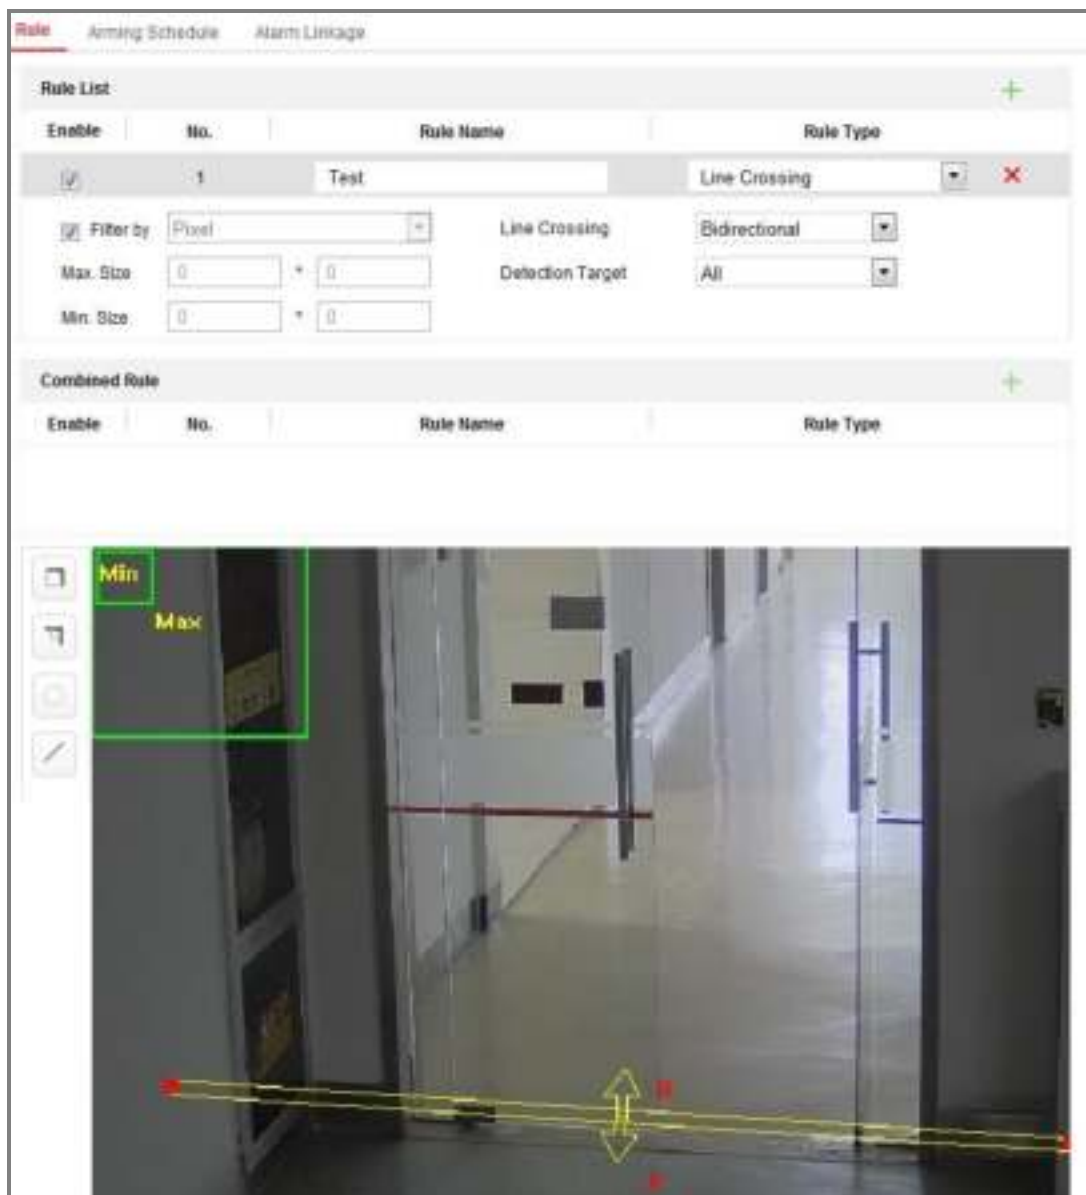 Rule Arming Schedule Alarm Linkage
Rule List
Enable No. Rule Name Rule Type
1 Test Line Crossing
Filter by Pixel Line Crossing Bidirectional
Max. Size 0 * 0 Detection Target All
Min. Size 0 * 0
Combined Rule
Enable No. Rule Name Rule Type
Min
Max